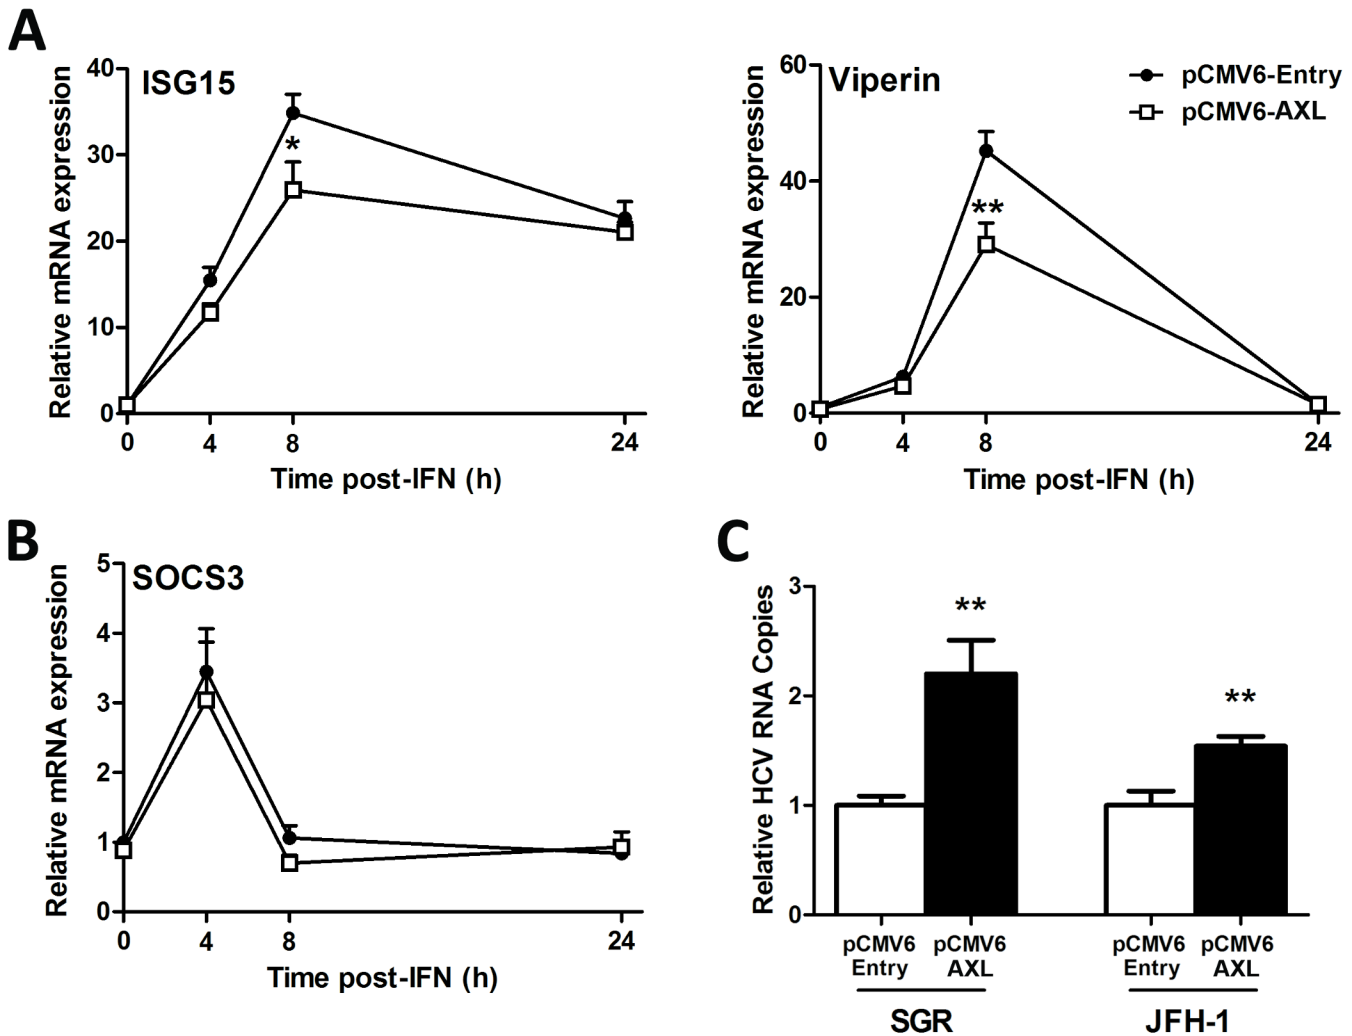 A
ISG15
Relative mRNA expression
40
30
20
10
0
*
0 4 8 24
Time post-IFN (h)
Viperin
Relative mRNA expression
60
40
20
0
**
0 4 8 24
Time post-IFN (h)
pCMV6-Entry
pCMV6-AXL
B
SOCS3
Relative mRNA expression
5
4
3
2
1
0
0 4 8 24
Time post-IFN (h)
C
Relative HCV RNA Copies
3
2
1
0
**
**
pCMV6 pCMV6 pCMV6 pCMV6
Entry AXL Entry AXL
SGR JFH-1